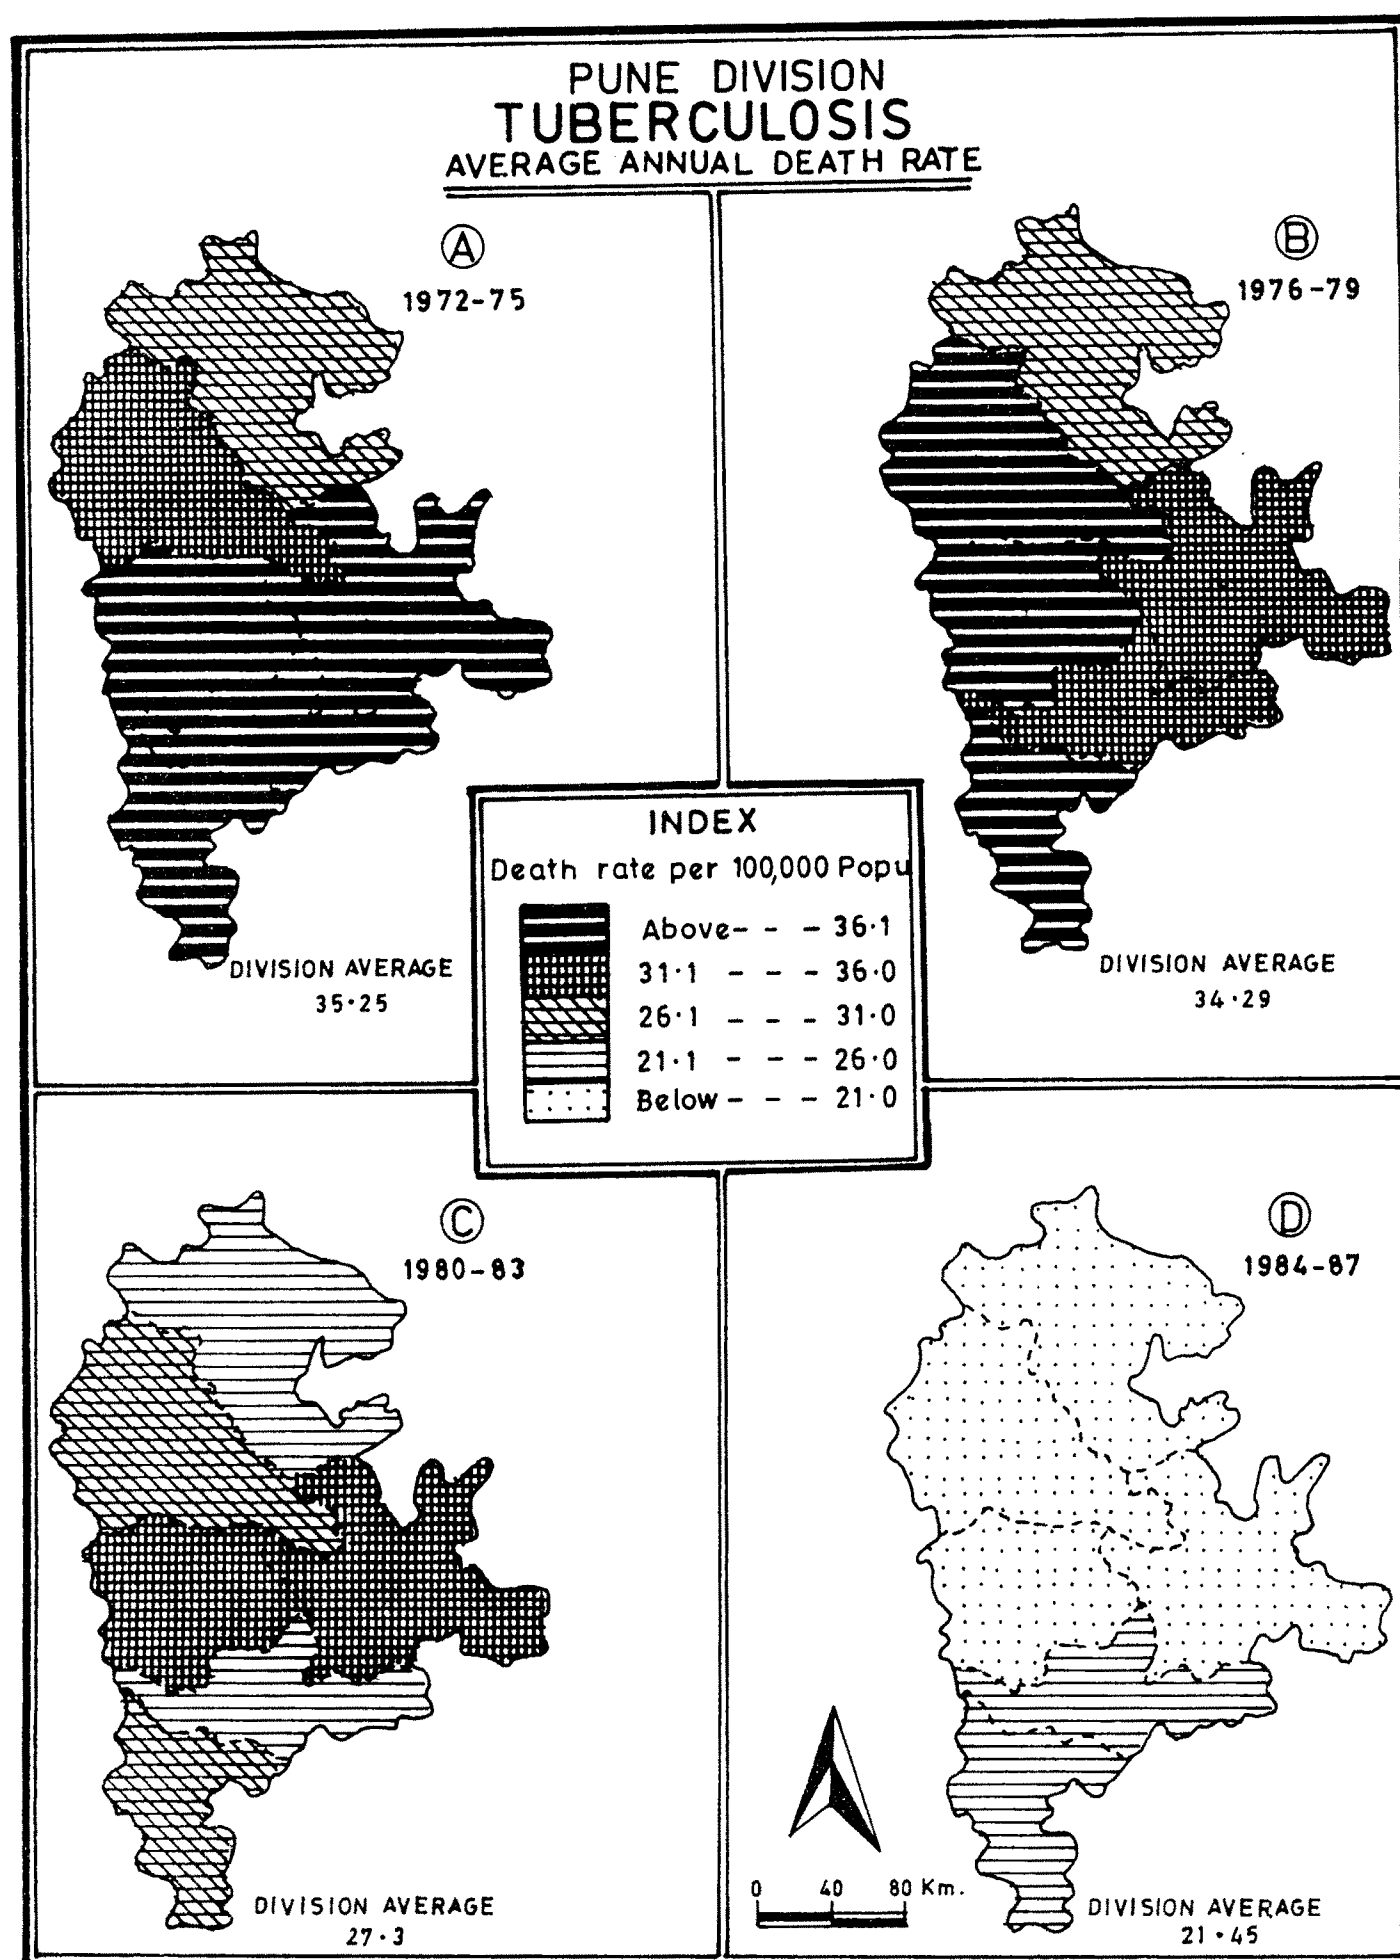 PUNE DIVISION
TUBERCULOSIS
AVERAGE ANNUAL DEATH RATE
A
1972-75
B
1976-79
DIVISION AVERAGE
35·25
DIVISION AVERAGE
34·29
INDEX
Death rate per 100,000 Popu
Above - - - 36·1
31·1 - - - 36·0
26·1 - - - 31·0
21·1 - - - 26·0
Below - - - 21·0
C
1980-83
D
1984-87
DIVISION AVERAGE
27·3
0 40 80 Km.
DIVISION AVERAGE
21·45